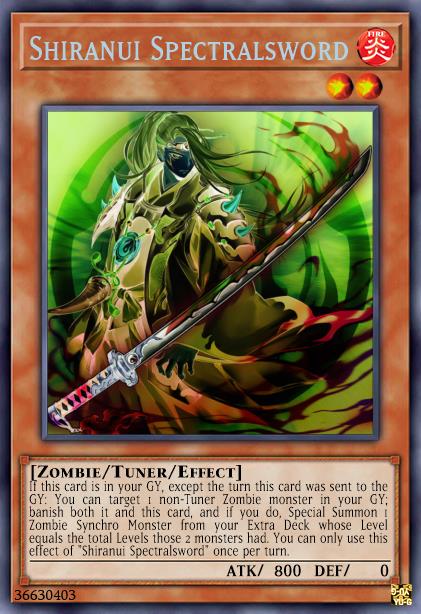 Shiranui Spectralsword
FIRE
炎
[Zombie/Tuner/Effect]
If this card is in your GY, except the turn this card was sent to the
GY: You can target 1 non-Tuner Zombie monster in your GY;
banish both it and this card, and if you do, Special Summon 1
Zombie Synchro Monster from your Extra Deck whose Level
equals the total Levels those 2 monsters had. You can only use this
effect of "Shiranui Spectralsword" once per turn.
ATK/ 800 DEF/ 0
36630403